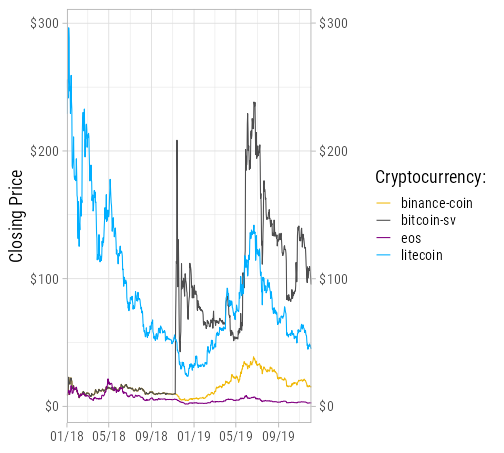 $300 $300
$200 $200
Closing Price
$100 $100
$0 $0
01/18 05/18 09/18 01/19 05/19 09/19
Cryptocurrency:
binance-coin
bitcoin-sv
eos
litecoin